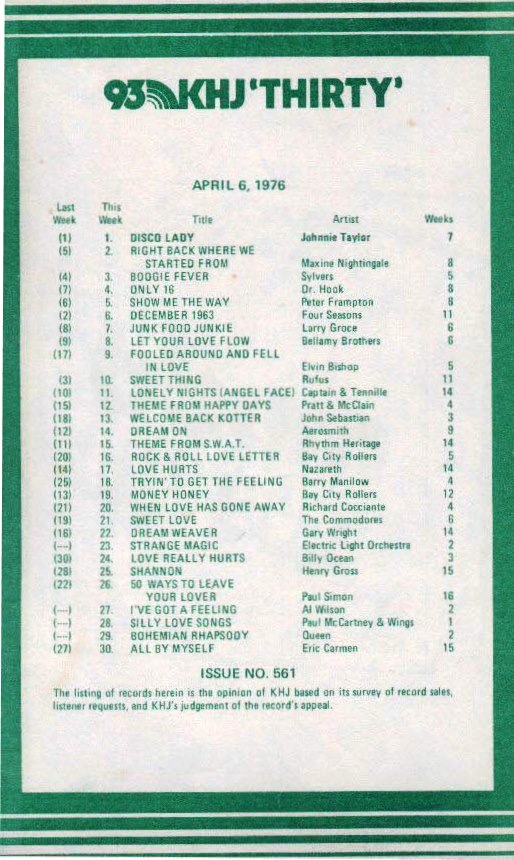 93 KHJ 'THIRTY'
APRIL 6, 1976
Last This
Week Week Title Artist Weeks
(1) 1. DISCO LADY Johnnie Taylor 7
(5) 2. RIGHT BACK WHERE WE
STARTED FROM Maxine Nightingale 8
(4) 3. BOOGIE FEVER Sylvers 5
(7) 4. ONLY 16 Dr. Hook 8
(6) 5. SHOW ME THE WAY Peter Frampton 8
(2) 6. DECEMBER 1963 Four Seasons 11
(8) 7. JUNK FOOD JUNKIE Larry Groce 6
(9) 8. LET YOUR LOVE FLOW Bellamy Brothers 6
(17) 9. FOOLED AROUND AND FELL
IN LOVE Elvin Bishop 5
(3) 10. SWEET THING Rufus 11
(10) 11. LONELY NIGHTS (ANGEL FACE) Captain & Tennille 14
(15) 12. THEME FROM HAPPY DAYS Pratt & McClain 4
(18) 13. WELCOME BACK KOTTER John Sebastian 3
(12) 14. DREAM ON Aerosmith 9
(11) 15. THEME FROM S.W.A.T. Rhythm Heritage 14
(20) 16. ROCK & ROLL LOVE LETTER Bay City Rollers 5
(14) 17. LOVE HURTS Nazareth 14
(25) 18. TRYIN' TO GET THE FEELING Barry Manilow 4
(13) 19. MONEY HONEY Bay City Rollers 12
(21) 20. WHEN LOVE HAS GONE AWAY Richard Cocciante 4
(19) 21. SWEET LOVE The Commodores 6
(16) 22. DREAM WEAVER Gary Wright 14
(---) 23. STRANGE MAGIC Electric Light Orchestra 2
(30) 24. LOVE REALLY HURTS Billy Ocean 3
(28) 25. SHANNON Henry Gross 15
(22) 26. 50 WAYS TO LEAVE
YOUR LOVER Paul Simon 16
(---) 27. I'VE GOT A FEELING Al Wilson 2
(---) 28. SILLY LOVE SONGS Paul McCartney & Wings 1
(---) 29. BOHEMIAN RHAPSODY Queen 2
(27) 30. ALL BY MYSELF Eric Carmen 15
ISSUE NO. 561
The listing of records herein is the opinion of KHJ based on its survey of record sales,
listener requests, and KHJ's judgement of the record's appeal.